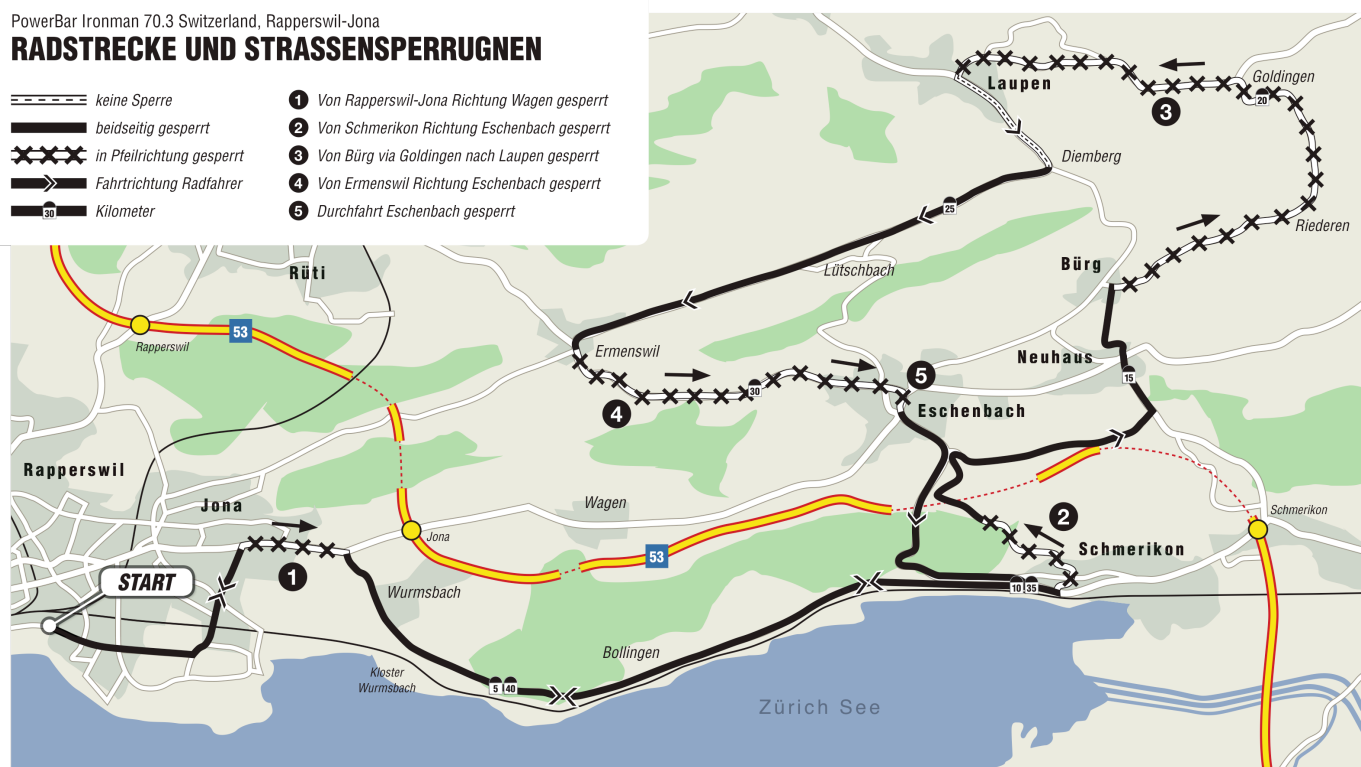 PowerBar Ironman 70.3 Switzerland, Rapperswil-Jona
RADSTRECKE UND STRASSENSPERRUGNEN
keine Sperre
beidseitig gesperrt
in Pfeilrichtung gesperrt
Fahrtrichtung Radfahrer
30 Kilometer
1 Von Rapperswil-Jona Richtung Wagen gesperrt
2 Von Schmerikon Richtung Eschenbach gesperrt
3 Von Bürg via Goldingen nach Laupen gesperrt
4 Von Ermenswil Richtung Eschenbach gesperrt
5 Durchfahrt Eschenbach gesperrt
Laupen
Goldingen
20
3
Diemberg
25
Riederen
Rüti
Lütschbach
Bürg
53
Rapperswil
Ermenswil
Neuhaus
15
30
5
4
Eschenbach
Rapperswil
Jona
Wagen
Schmerikon
2
Jona
53
Schmerikon
START
1
Wurmsbach
10 35
Bollingen
Kloster
Wurmsbach
5 40
Zürich See